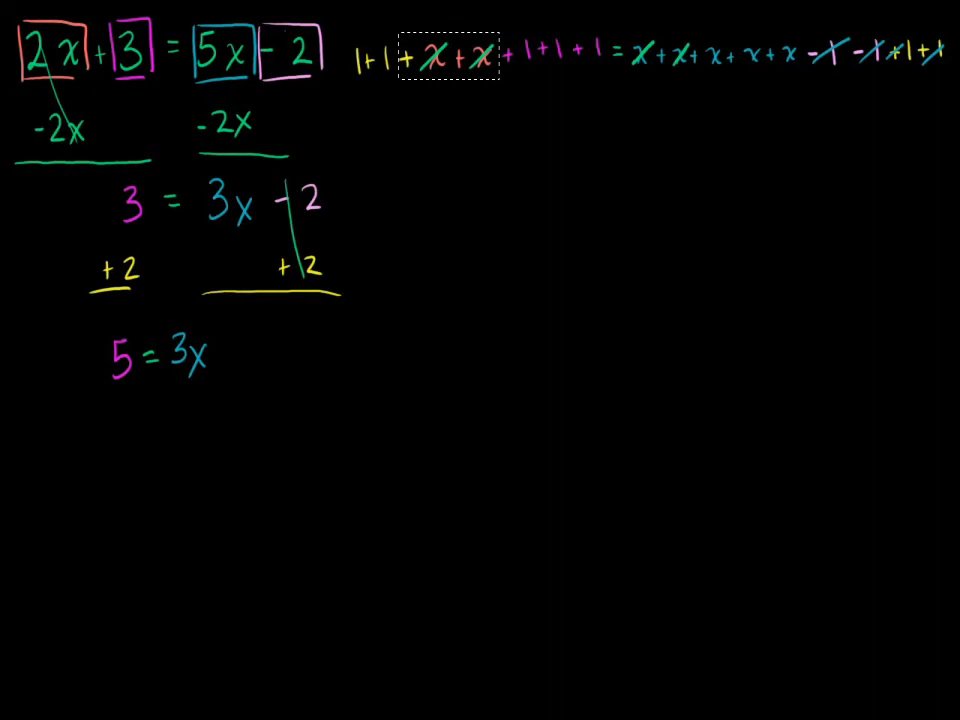 2x + 3 = 5x - 2
1 + 1 + x + x + 1 + 1 + 1 = x + x + x + x + x - 1 - 1 + 1 + 1
-2x -2x
3 = 3x - 2
+ 2 + 2
5 = 3x